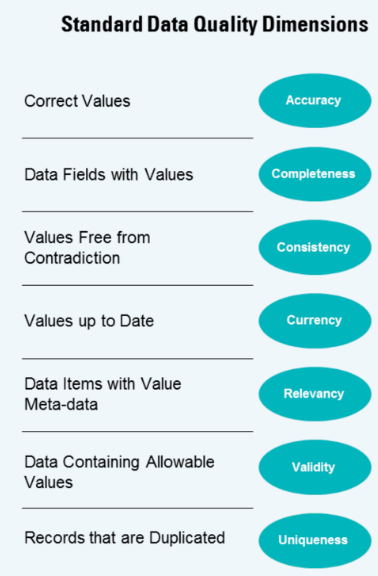 Standard Data Quality Dimensions
Correct Values
Accuracy
Data Fields with Values
Completeness
Values Free from
Contradiction
Consistency
Values up to Date
Currency
Data Items with Value
Meta-data
Relevancy
Data Containing Allowable
Values
Validity
Records that are Duplicated
Uniqueness